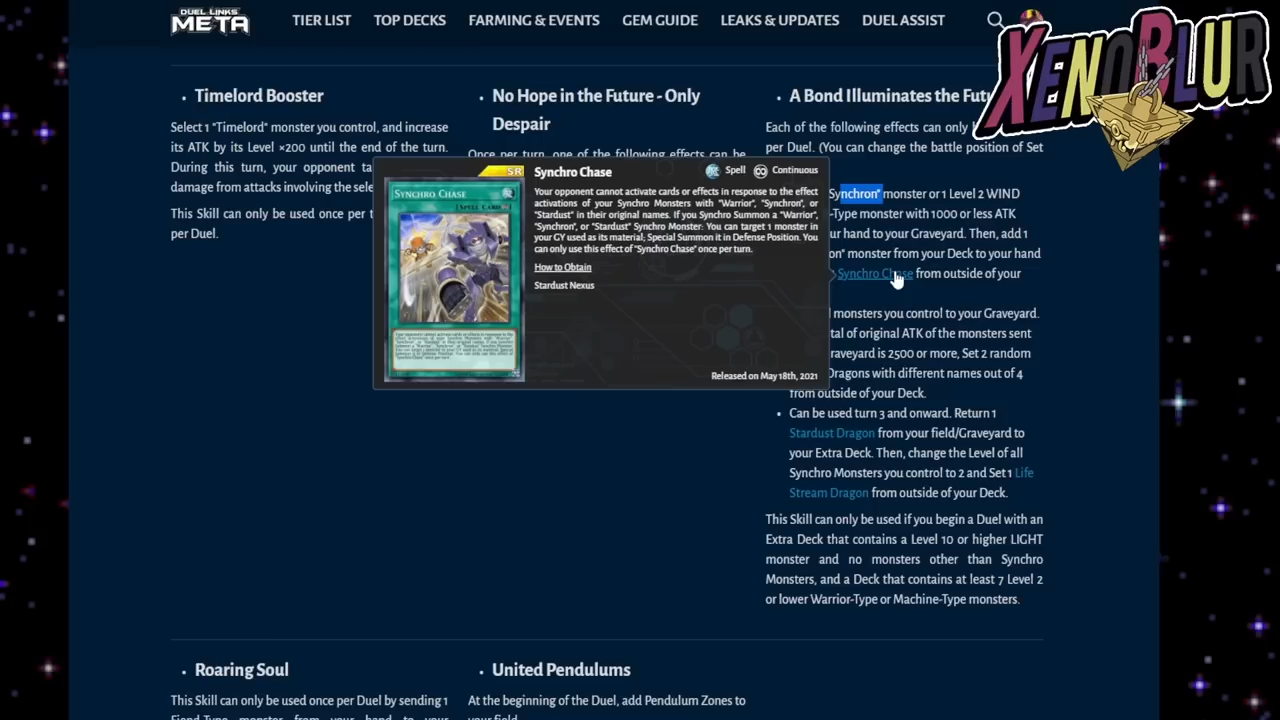 DUEL LINKS
META
TIER LIST
TOP DECKS
FARMING & EVENTS
GEM GUIDE
LEAKS & UPDATES
DUEL ASSIST
XENOBLUR
• Timelord Booster
Select 1 "Timelord" monster you control, and increase
its ATK by its Level ×200 until the end of the turn.
During this turn, your opponent ta
damage from attacks involving the sele
This Skill can only be used once per t
per Duel.
• No Hope in the Future - Only
Despair
Once per turn, one of the following effects can be
• A Bond Illuminates the Futu
Each of the following effects can only
per Duel. (You can change the battle position of Set
Synchron" monster or 1 Level 2 WIND
-Type monster with 1000 or less ATK
our hand to your Graveyard. Then, add 1
on" monster from your Deck to your hand
Synchro Chase from outside of your
l monsters you control to your Graveyard.
tal of original ATK of the monsters sent
raveyard is 2500 or more, Set 2 random
Dragons with different names out of 4
from outside of your Deck.
• Can be used turn 3 and onward. Return 1
Stardust Dragon from your field/Graveyard to
your Extra Deck. Then, change the Level of all
Synchro Monsters you control to 2 and Set 1 Life
Stream Dragon from outside of your Deck.
This Skill can only be used if you begin a Duel with an
Extra Deck that contains a Level 10 or higher LIGHT
monster and no monsters other than Synchro
Monsters, and a Deck that contains at least 7 Level 2
or lower Warrior-Type or Machine-Type monsters.
SR
SYNCHRO CHASE
[SPELL CARD]
Synchro Chase
Spell
Continuous
Your opponent cannot activate cards or effects in response to the effect
activations of your Synchro Monsters with "Warrior", "Synchron", or
or "Stardust" in their original names. If you Synchro Summon a "Warrior",
"Synchron", or "Stardust" Synchro Monster: You can target 1 monster in
your GY used as its material; Special Summon it in Defense Position. You
can only use this effect of "Synchro Chase" once per turn.
How to Obtain
Stardust Nexus
Released on May 18th, 2021
• Roaring Soul
This Skill can only be used once per Duel by sending 1
Fiend-Type monster from your hand to your
• United Pendulums
At the beginning of the Duel, add Pendulum Zones to
your field.